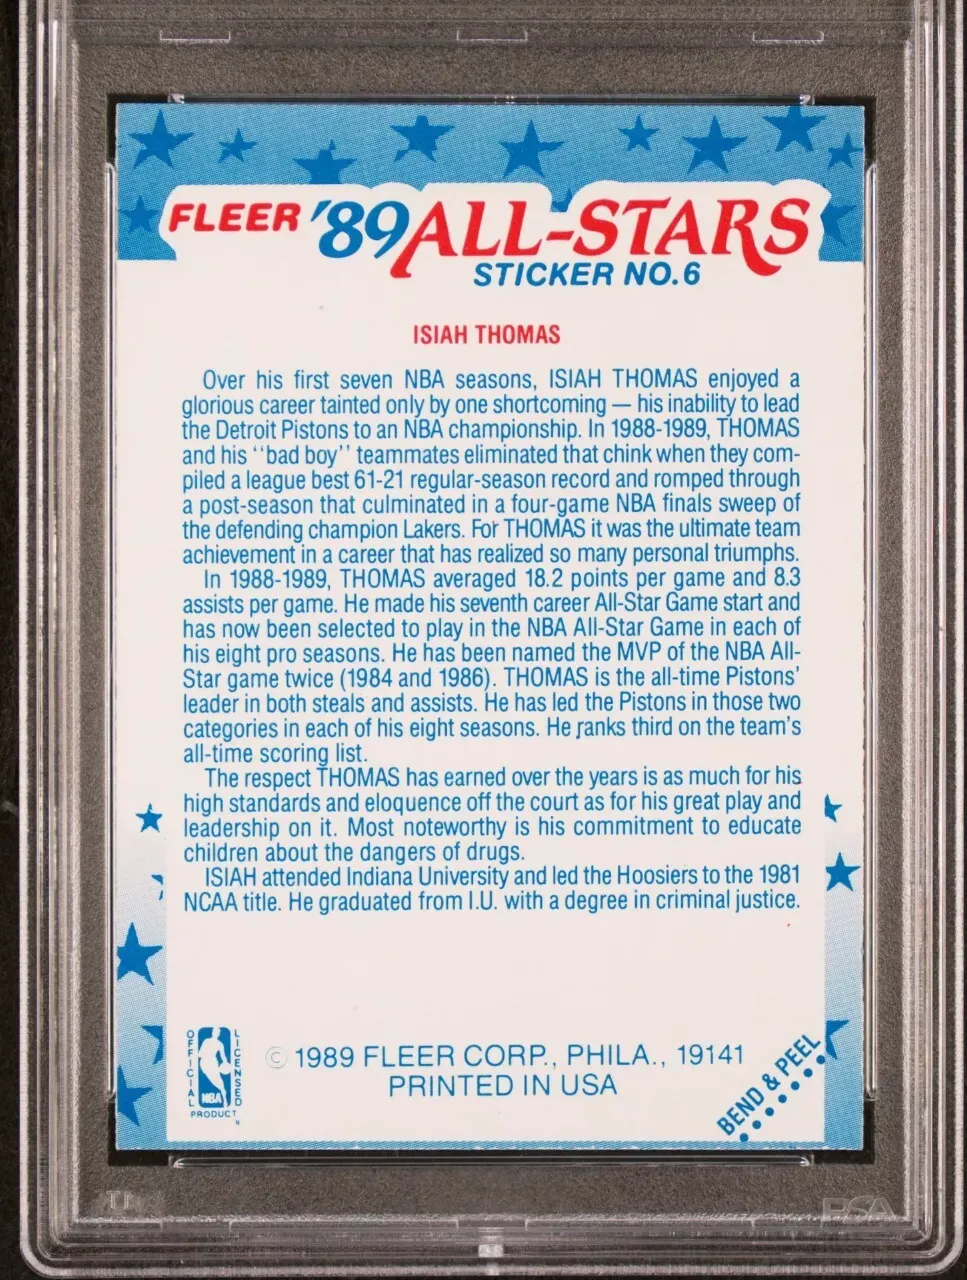 FLEER '89 ALL-STARS
STICKER NO. 6
ISIAH THOMAS
Over his first seven NBA seasons, ISIAH THOMAS enjoyed a
glorious career tainted only by one shortcoming — his inability to lead
the Detroit Pistons to an NBA championship. In 1988-1989, THOMAS
and his "bad boy" teammates eliminated that chink when they com-
piled a league best 61-21 regular-season record and romped through
a post-season that culminated in a four-game NBA finals sweep of
the defending champion Lakers. For THOMAS it was the ultimate team
achievement in a career that has realized so many personal triumphs.
In 1988-1989, THOMAS averaged 18.2 points per game and 8.3
assists per game. He made his seventh career All-Star Game start and
has now been selected to play in the NBA All-Star Game in each of
his eight pro seasons. He has been named the MVP of the NBA All-
Star game twice (1984 and 1986). THOMAS is the all-time Pistons'
leader in both steals and assists. He has led the Pistons in those two
categories in each of his eight seasons. He ranks third on the team's
all-time scoring list.
The respect THOMAS has earned over the years is as much for his
high standards and eloquence off the court as for his great play and
leadership on it. Most noteworthy is his commitment to educate
children about the dangers of drugs.
ISIAH attended Indiana University and led the Hoosiers to the 1981
NCAA title. He graduated from I.U. with a degree in criminal justice.
OFFICIAL
LICENSED
NBA
PRODUCT
© 1989 FLEER CORP., PHILA., 19141
PRINTED IN USA
BEND & PEEL
PSA